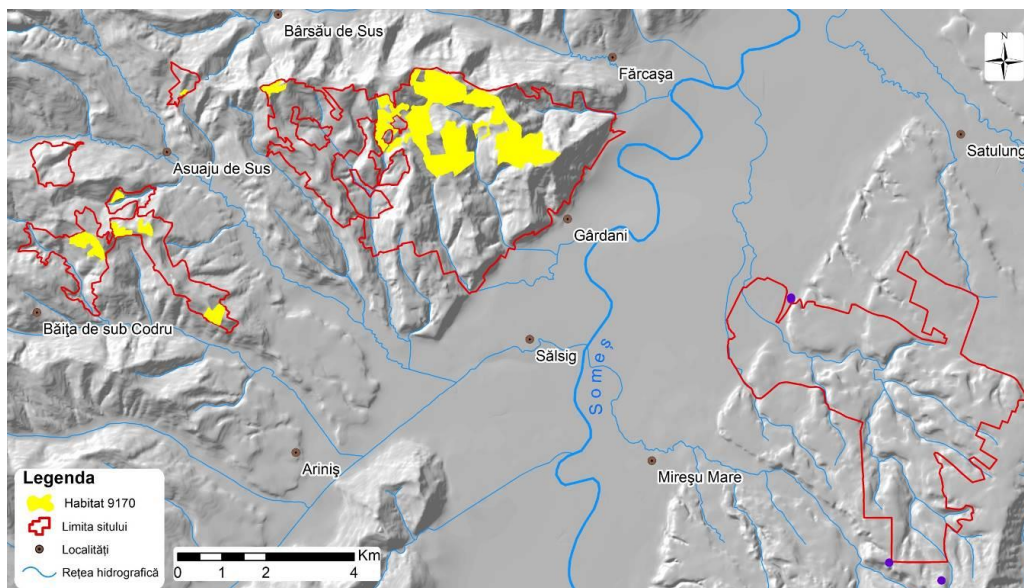 Bârsău de Sus
N
Fărcaşa
Satulung
Asuaju de Sus
Gârdani
Băiţa de sub Codru
Sălsig
Someş
Ariniş
Mireşu Mare
Legenda
Habitat 9170
Limita sitului
Localităţi
Reţea hidrografică
Km
0 1 2 4